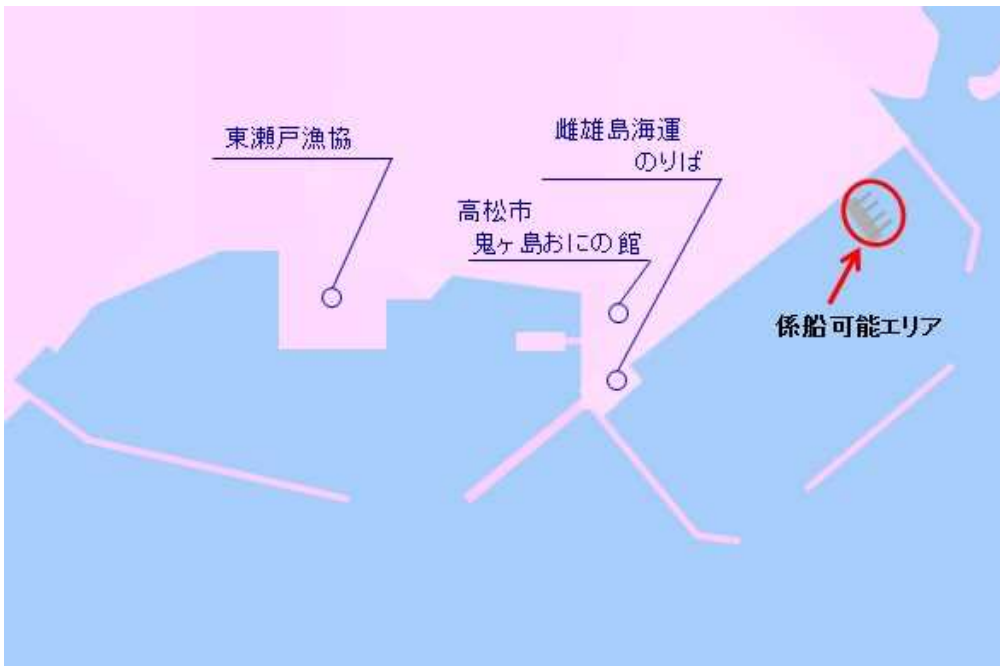 東瀬戸漁協
雌雄島海運
のりば
高松市
鬼ヶ島おにの館
係船可能エリア